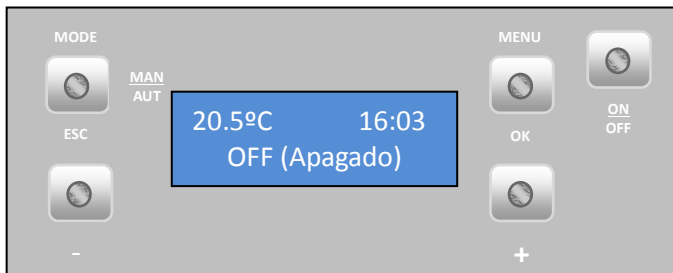 MODE
MENU
MAN
AUT
20.5ºC 16:03
OFF (Apagado)
ON
OFF
ESC
OK
-
+